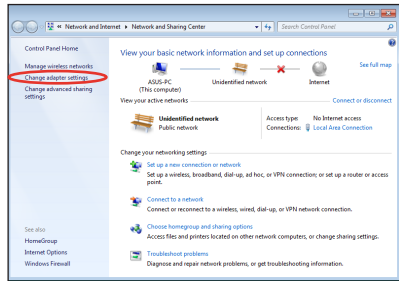 « Network and Internet ▸ Network and Sharing Center
Search Control Panel
Control Panel Home
Manage wireless networks
Change adapter settings
Change advanced sharing
settings
View your basic network information and set up connections
See full map
ASUS-PC
(This computer)
Unidentified network
Internet
View your active networks
Connect or disconnect
Unidentified network
Public network
Access type:
No Internet access
Connections:
Local Area Connection
Change your networking settings
Set up a new connection or network
Set up a wireless, broadband, dial-up, ad hoc, or VPN connection; or set up a router or access
point.
Connect to a network
Connect or reconnect to a wireless, wired, dial-up, or VPN network connection.
Choose homegroup and sharing options
Access files and printers located on other network computers, or change sharing settings.
Troubleshoot problems
Diagnose and repair network problems, or get troubleshooting information.
See also
HomeGroup
Internet Options
Windows Firewall